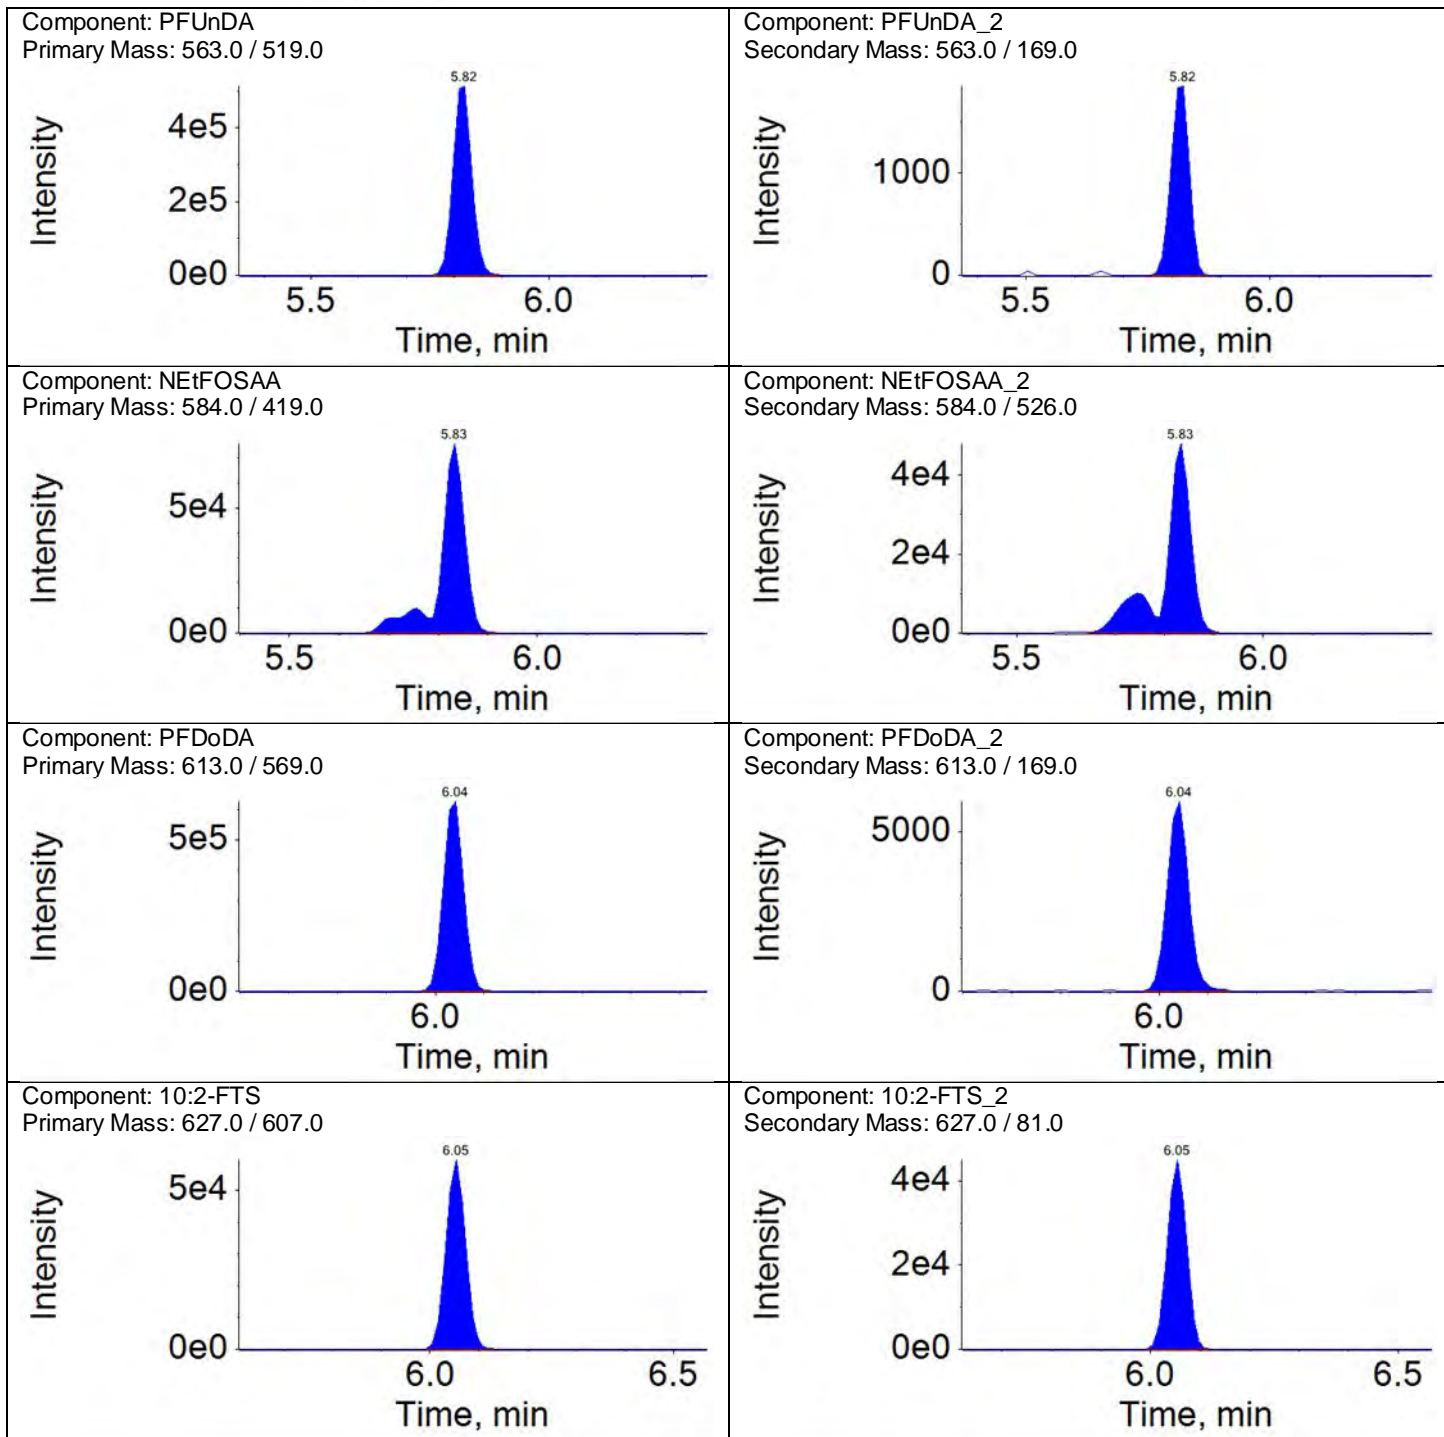 Component: PFUnDA
Primary Mass: 563.0 / 519.0
5.82
Intensity
4e5
2e5
0e0
5.5
6.0
Time, min
Component: PFUnDA_2
Secondary Mass: 563.0 / 169.0
5.82
Intensity
1000
0
5.5
6.0
Time, min
Component: NEtFOSAA
Primary Mass: 584.0 / 419.0
5.83
Intensity
5e4
0e0
5.5
6.0
Time, min
Component: NEtFOSAA_2
Secondary Mass: 584.0 / 526.0
5.83
Intensity
4e4
2e4
0e0
5.5
6.0
Time, min
Component: PFDoDA
Primary Mass: 613.0 / 569.0
6.04
Intensity
5e5
0e0
6.0
Time, min
Component: PFDoDA_2
Secondary Mass: 613.0 / 169.0
6.04
Intensity
5000
0
6.0
Time, min
Component: 10:2-FTS
Primary Mass: 627.0 / 607.0
6.05
Intensity
5e4
0e0
6.0
6.5
Time, min
Component: 10:2-FTS_2
Secondary Mass: 627.0 / 81.0
6.05
Intensity
4e4
2e4
0e0
6.0
6.5
Time, min